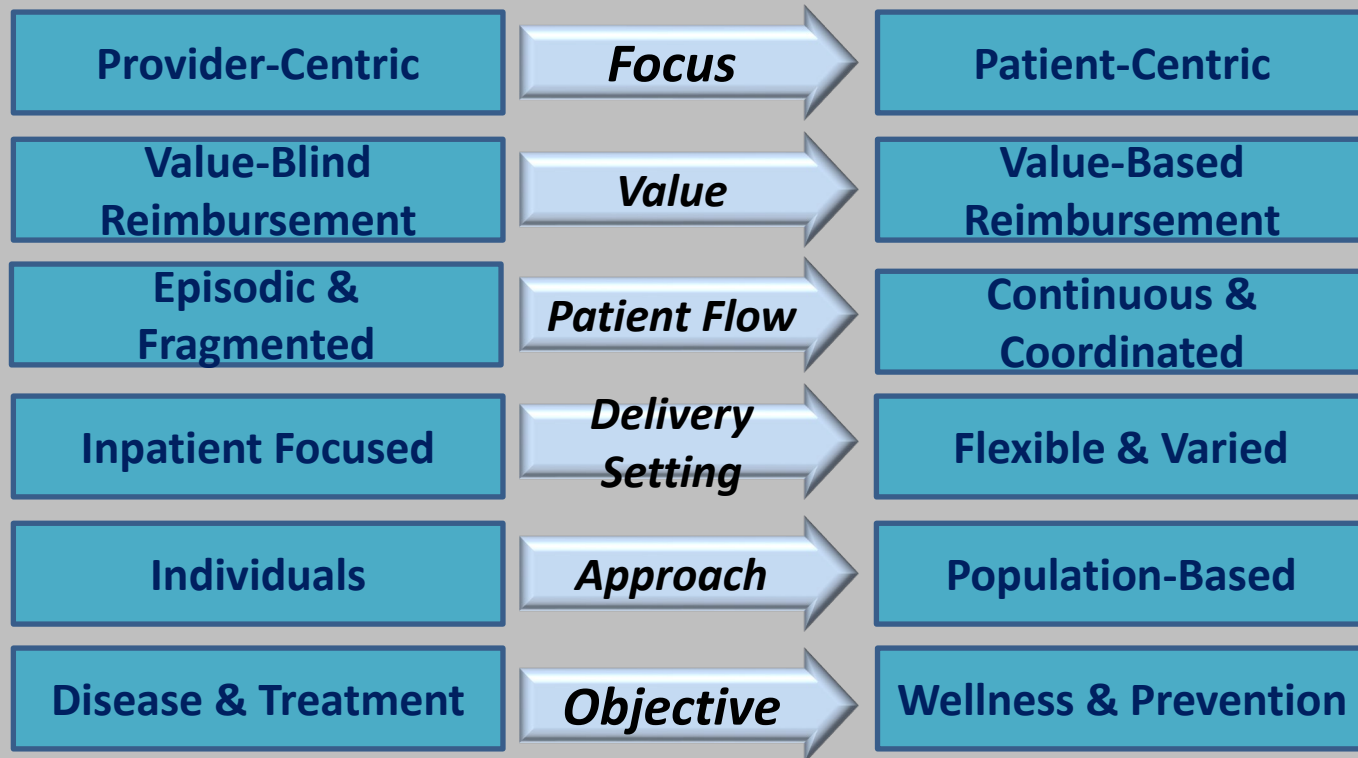 Provider-Centric
Focus
Patient-Centric
Value-Blind
Reimbursement
Value
Value-Based
Reimbursement
Episodic &
Fragmented
Patient Flow
Continuous &
Coordinated
Inpatient Focused
Delivery
Setting
Flexible & Varied
Individuals
Approach
Population-Based
Disease & Treatment
Objective
Wellness & Prevention